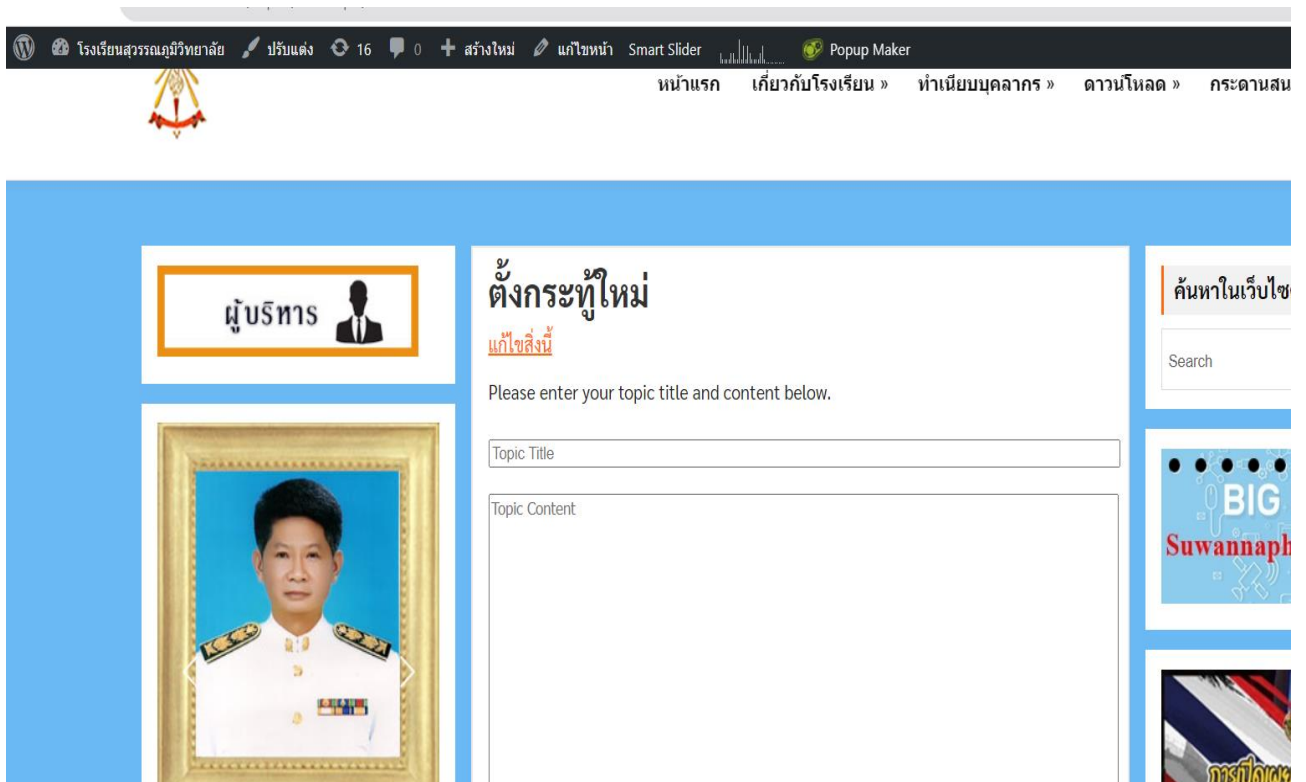 โรงเรียนสุวรรณภูมิวิทยาลัย ปรับแต่ง 16 0 สร้างใหม่ แก้ไขหน้า Smart Slider Popup Maker
หน้าแรก เกี่ยวกับโรงเรียน » ทำเนียบบุคลากร » ดาวน์โหลด » กระดานสน
ผู้บริหาร
ตั้งกระทู้ใหม่
แก้ไขสิ่งนี้
Please enter your topic title and content below.
Topic Title
Topic Content
ค้นหาในเว็บไซ
Search
BIG
Suwannaph